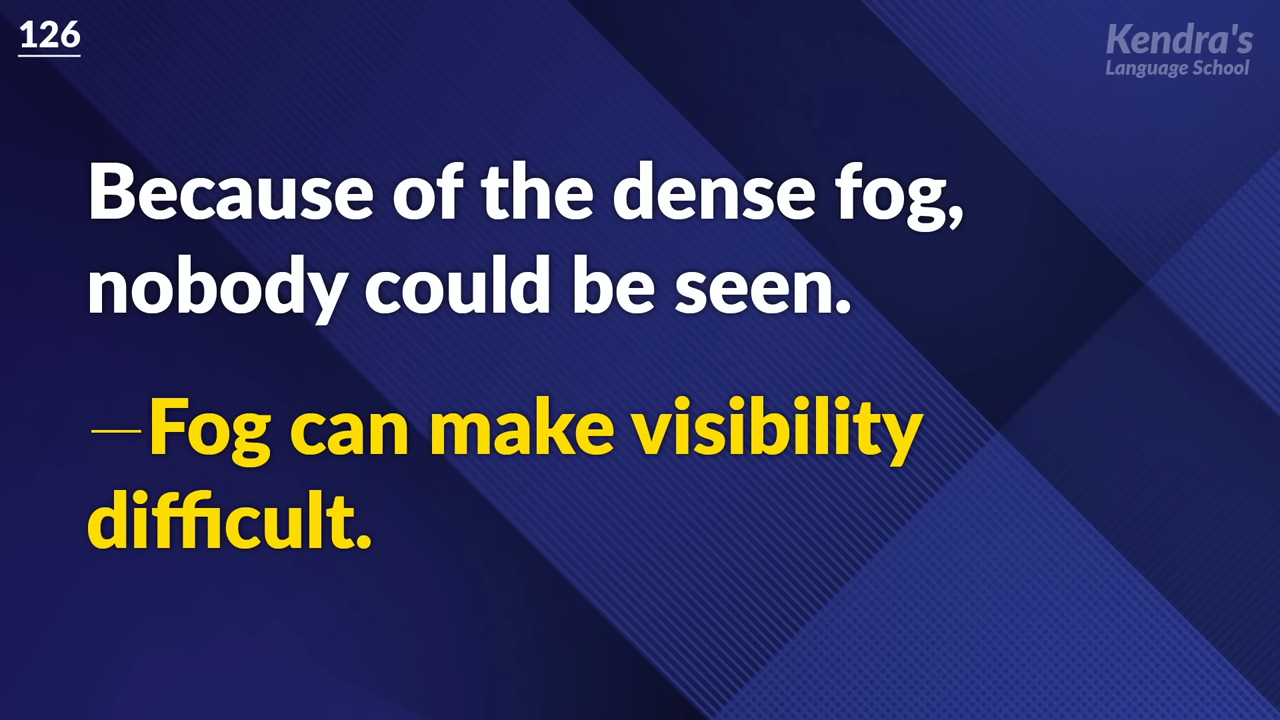 126
Kendra's
Language School
Because of the dense fog,
nobody could be seen.
—Fog can make visibility
difficult.